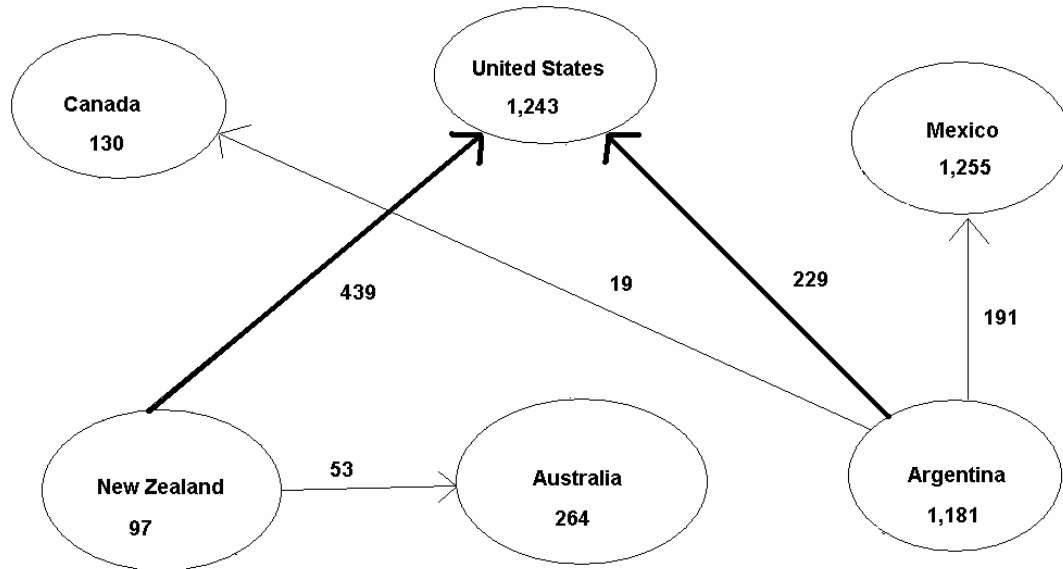 United States
1,243
Canada
130
Mexico
1,255
439
19
229
191
New Zealand
97
53
Australia
264
Argentina
1,181